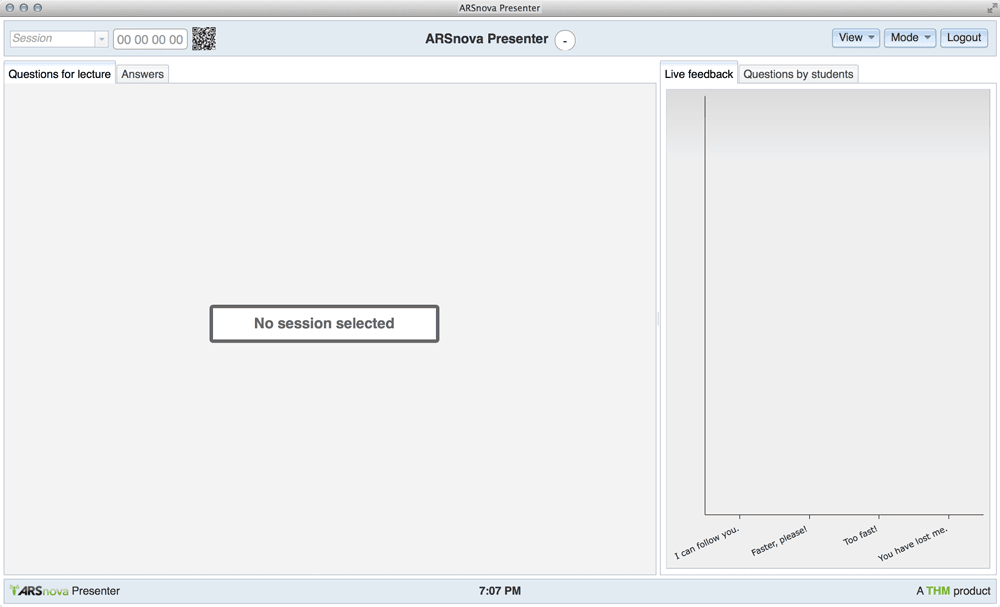 ARSnova Presenter
Session
00 00 00 00
ARSnova Presenter
-
View
Mode
Logout
Questions for lecture
Answers
Live feedback
Questions by students
No session selected
I can follow you.
Faster, please!
Too fast!
You have lost me.
ARSnova Presenter
7:07 PM
A THM product